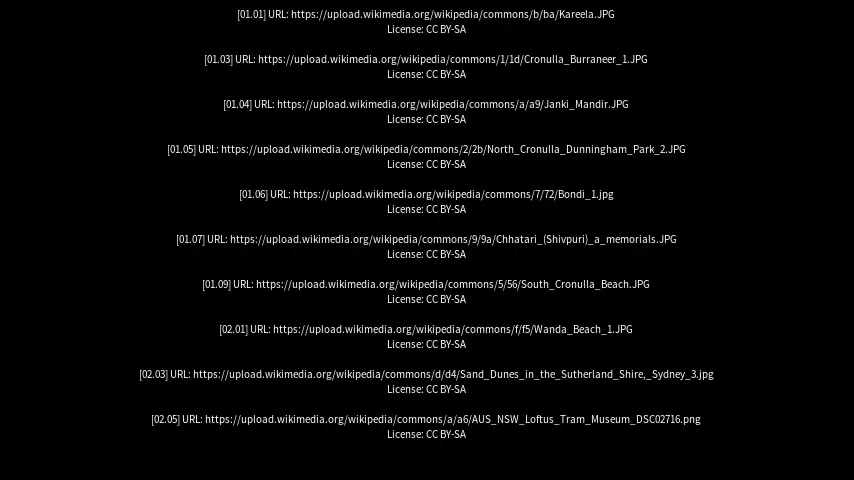 [01.01] URL: https://upload.wikimedia.org/wikipedia/commons/b/ba/Kareela.JPG
License: CC BY-SA
[01.03] URL: https://upload.wikimedia.org/wikipedia/commons/1/1d/Cronulla_Burraneer_1.JPG
License: CC BY-SA
[01.04] URL: https://upload.wikimedia.org/wikipedia/commons/a/a9/Janki_Mandir.JPG
License: CC BY-SA
[01.05] URL: https://upload.wikimedia.org/wikipedia/commons/2/2b/North_Cronulla_Dunningham_Park_2.JPG
License: CC BY-SA
[01.06] URL: https://upload.wikimedia.org/wikipedia/commons/7/72/Bondi_1.jpg
License: CC BY-SA
[01.07] URL: https://upload.wikimedia.org/wikipedia/commons/9/9a/Chhatari_(Shivpuri)_a_memorials.JPG
License: CC BY-SA
[01.09] URL: https://upload.wikimedia.org/wikipedia/commons/5/56/South_Cronulla_Beach.JPG
License: CC BY-SA
[02.01] URL: https://upload.wikimedia.org/wikipedia/commons/f/f5/Wanda_Beach_1.JPG
License: CC BY-SA
[02.03] URL: https://upload.wikimedia.org/wikipedia/commons/d/d4/Sand_Dunes_in_the_Sutherland_Shire,_Sydney_3.jpg
License: CC BY-SA
[02.05] URL: https://upload.wikimedia.org/wikipedia/commons/a/a6/AUS_NSW_Loftus_Tram_Museum_DSC02716.png
License: CC BY-SA